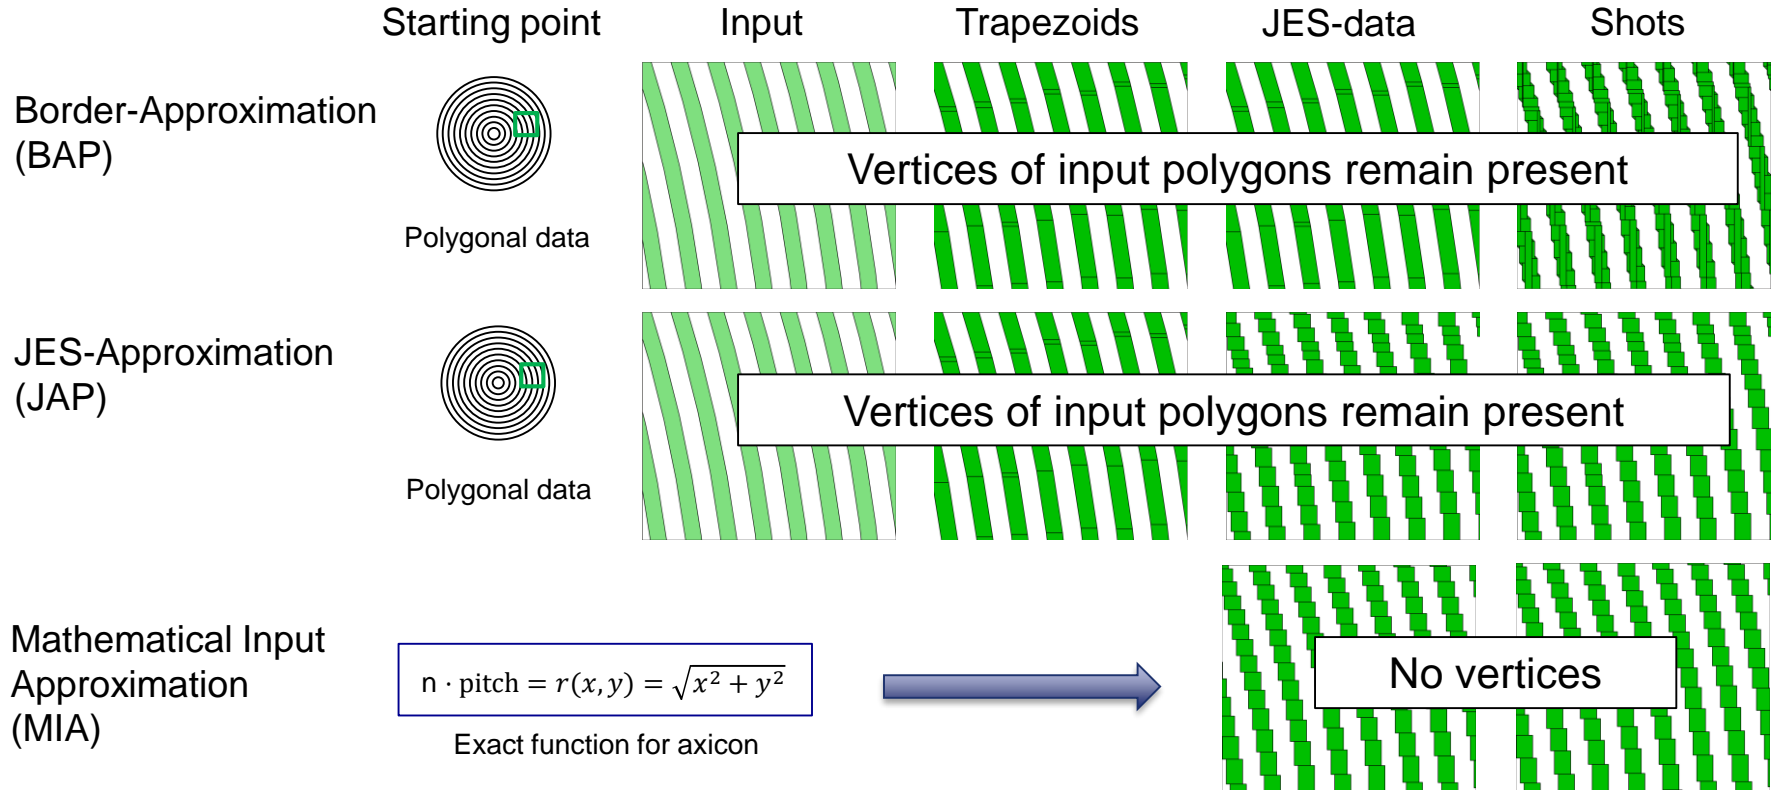 Starting point Input Trapezoids JES-data Shots
Border-Approximation
(BAP)
Polygonal data
Vertices of input polygons remain present
JES-Approximation
(JAP)
Polygonal data
Vertices of input polygons remain present
Mathematical Input
Approximation
(MIA)
n · pitch = r(x, y) = √x² + y²
Exact function for axicon
No vertices